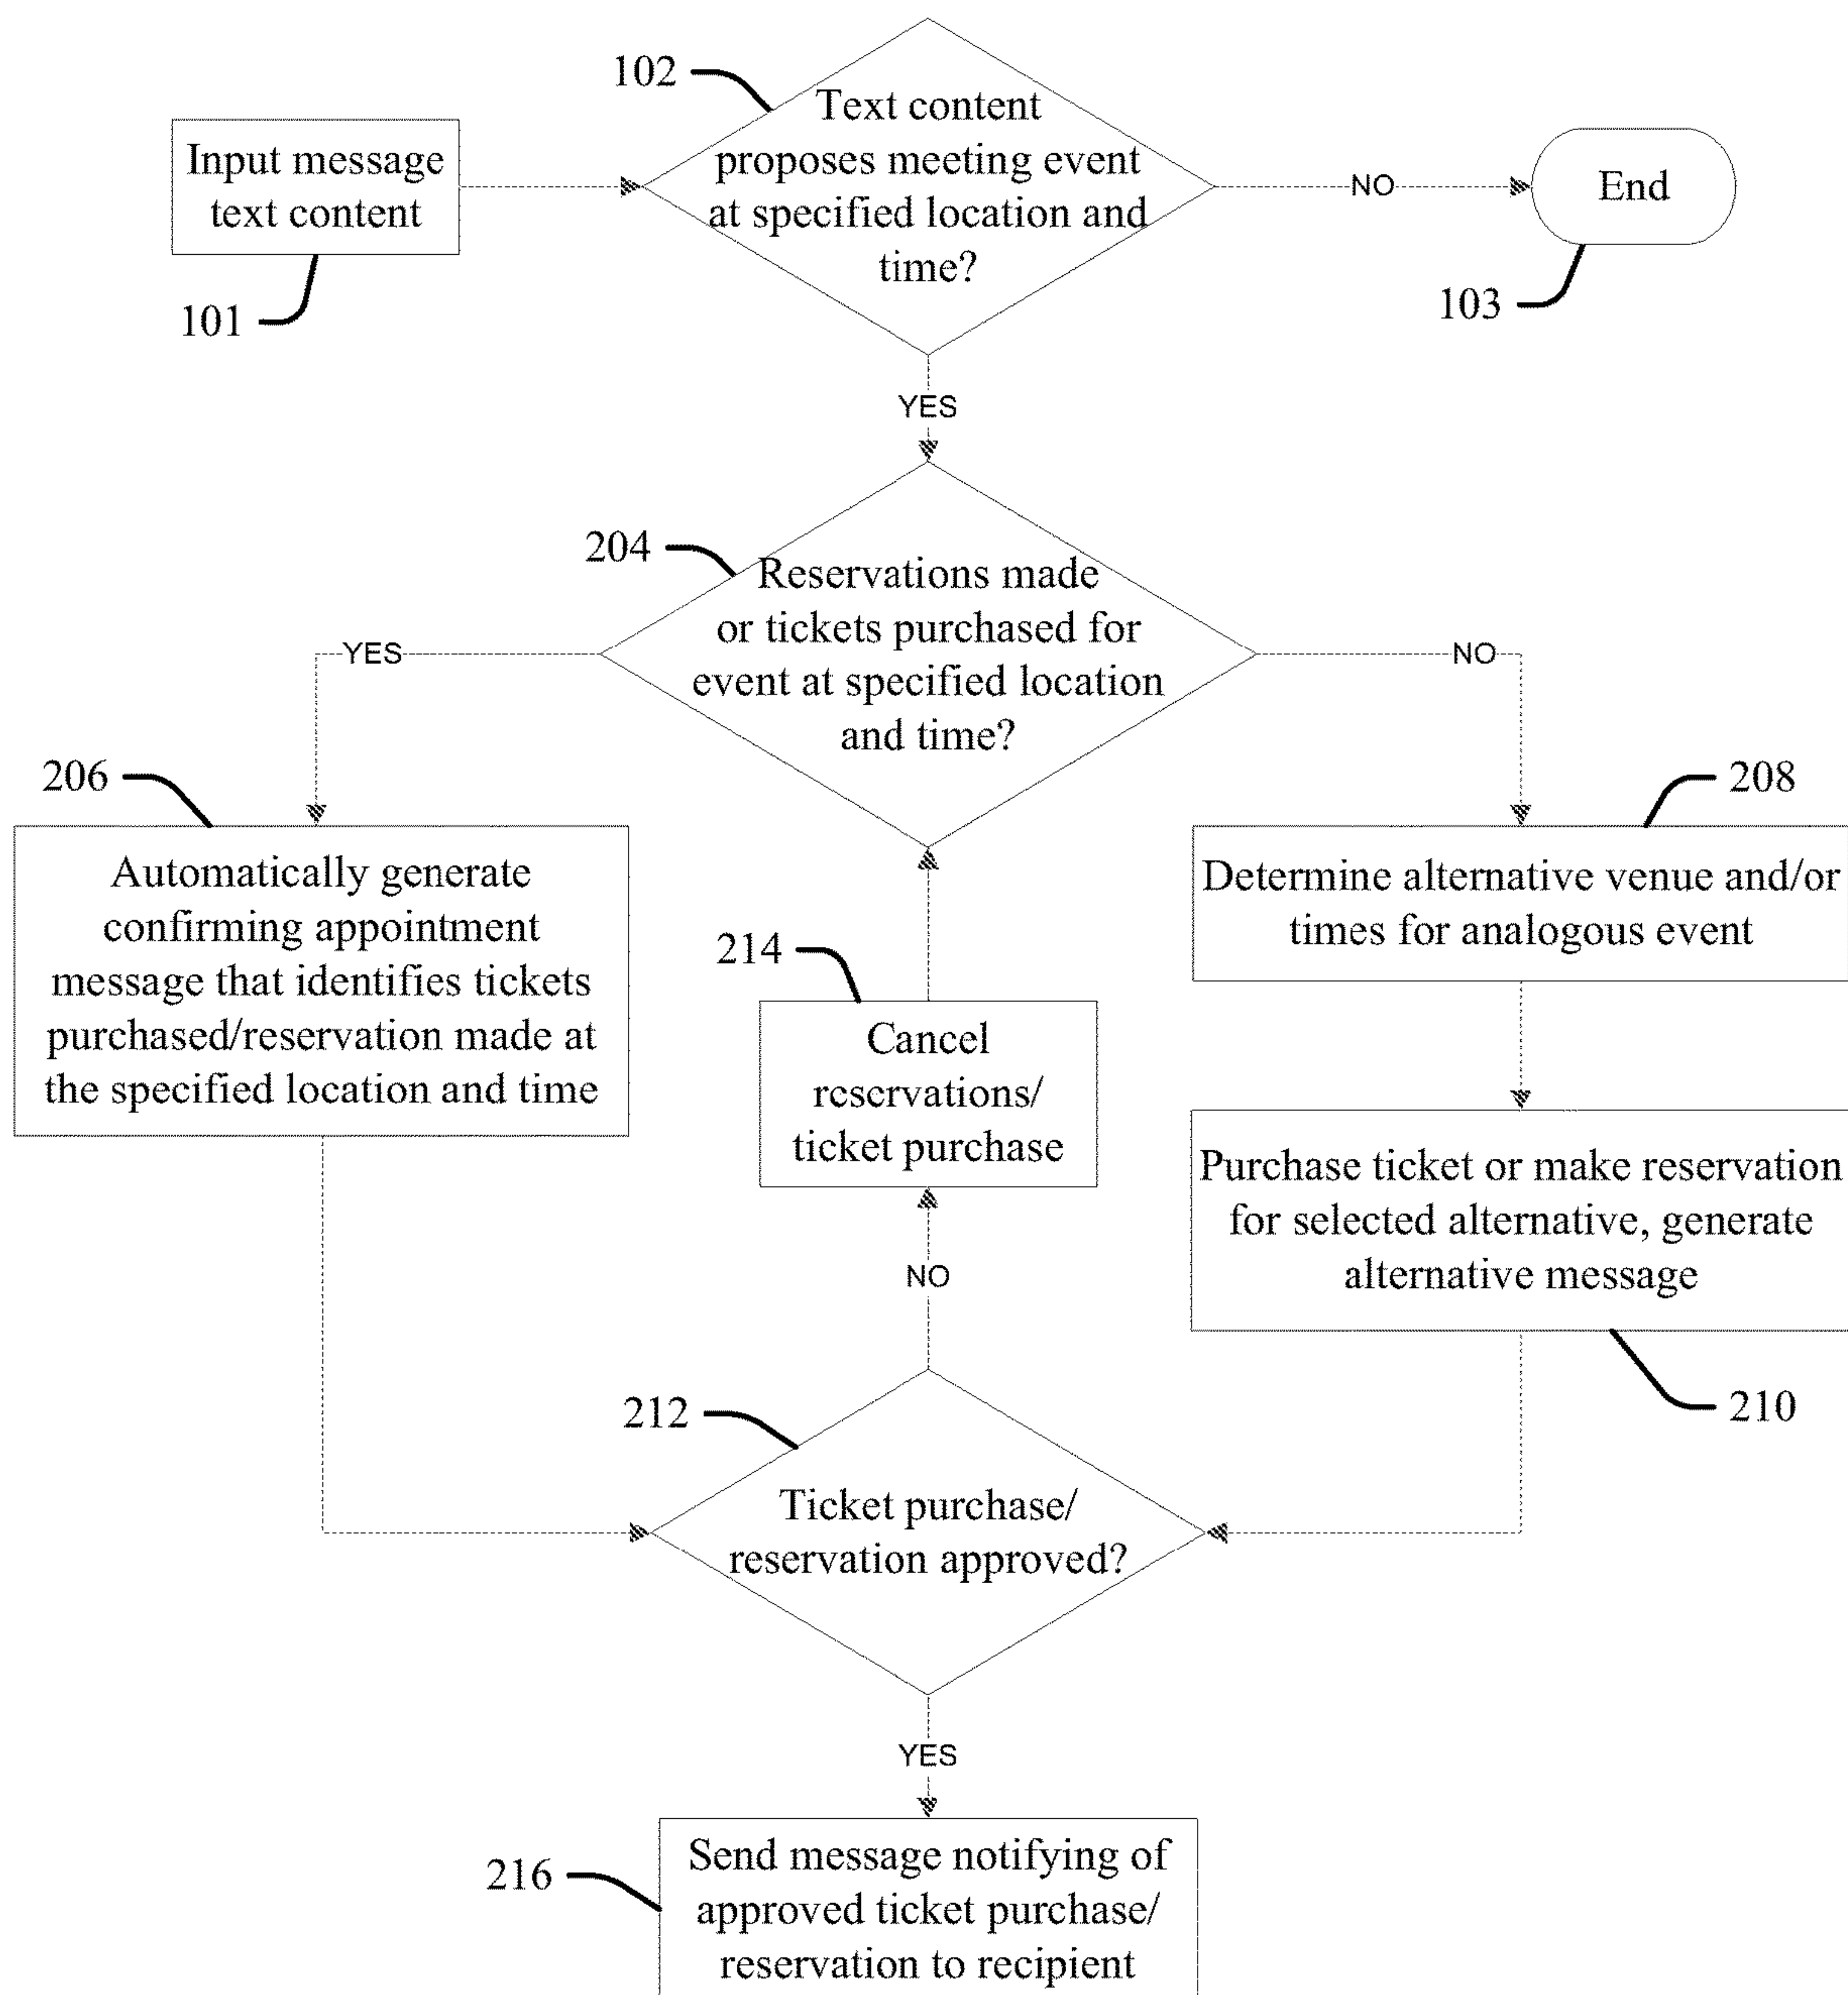 102
Text content
proposes meeting event
at specified location and
time?
Input message
text content
101
NO
End
103
YES
204
Reservations made
or tickets purchased for
event at specified location
and time?
YES
NO
206
208
Automatically generate
confirming appointment
message that identifies tickets
purchased/reservation made at
the specified location and time
Determine alternative venue and/or
times for analogous event
214
Cancel
reservations/
ticket purchase
Purchase ticket or make reservation
for selected alternative, generate
alternative message
NO
210
212
Ticket purchase/
reservation approved?
YES
216
Send message notifying of
approved ticket purchase/
reservation to recipient